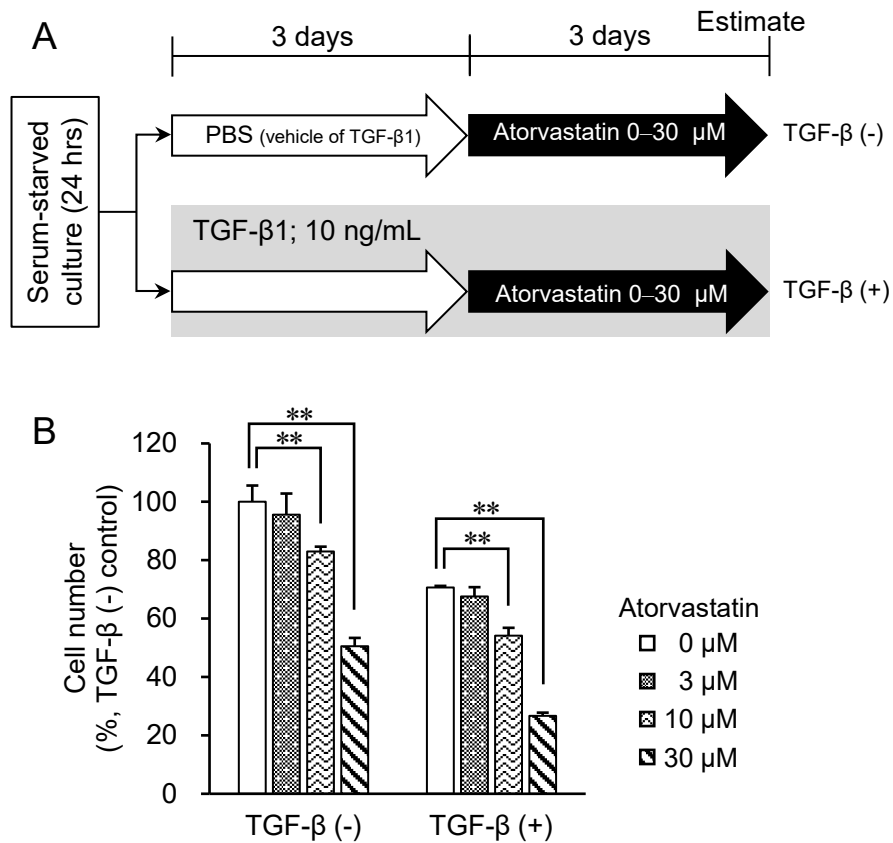 A
3 days
3 days
Estimate
Serum-starved
culture (24 hrs)
PBS (vehicle of TGF-β1)
Atorvastatin 0–30 μM
TGF-β (-)
TGF-β1; 10 ng/mL
Atorvastatin 0–30 μM
TGF-β (+)
B
Cell number
(%, TGF-β (-) control)
120
100
80
60
40
20
0
**
**
**
**
TGF-β (-)
TGF-β (+)
Atorvastatin
0 μM
3 μM
10 μM
30 μM